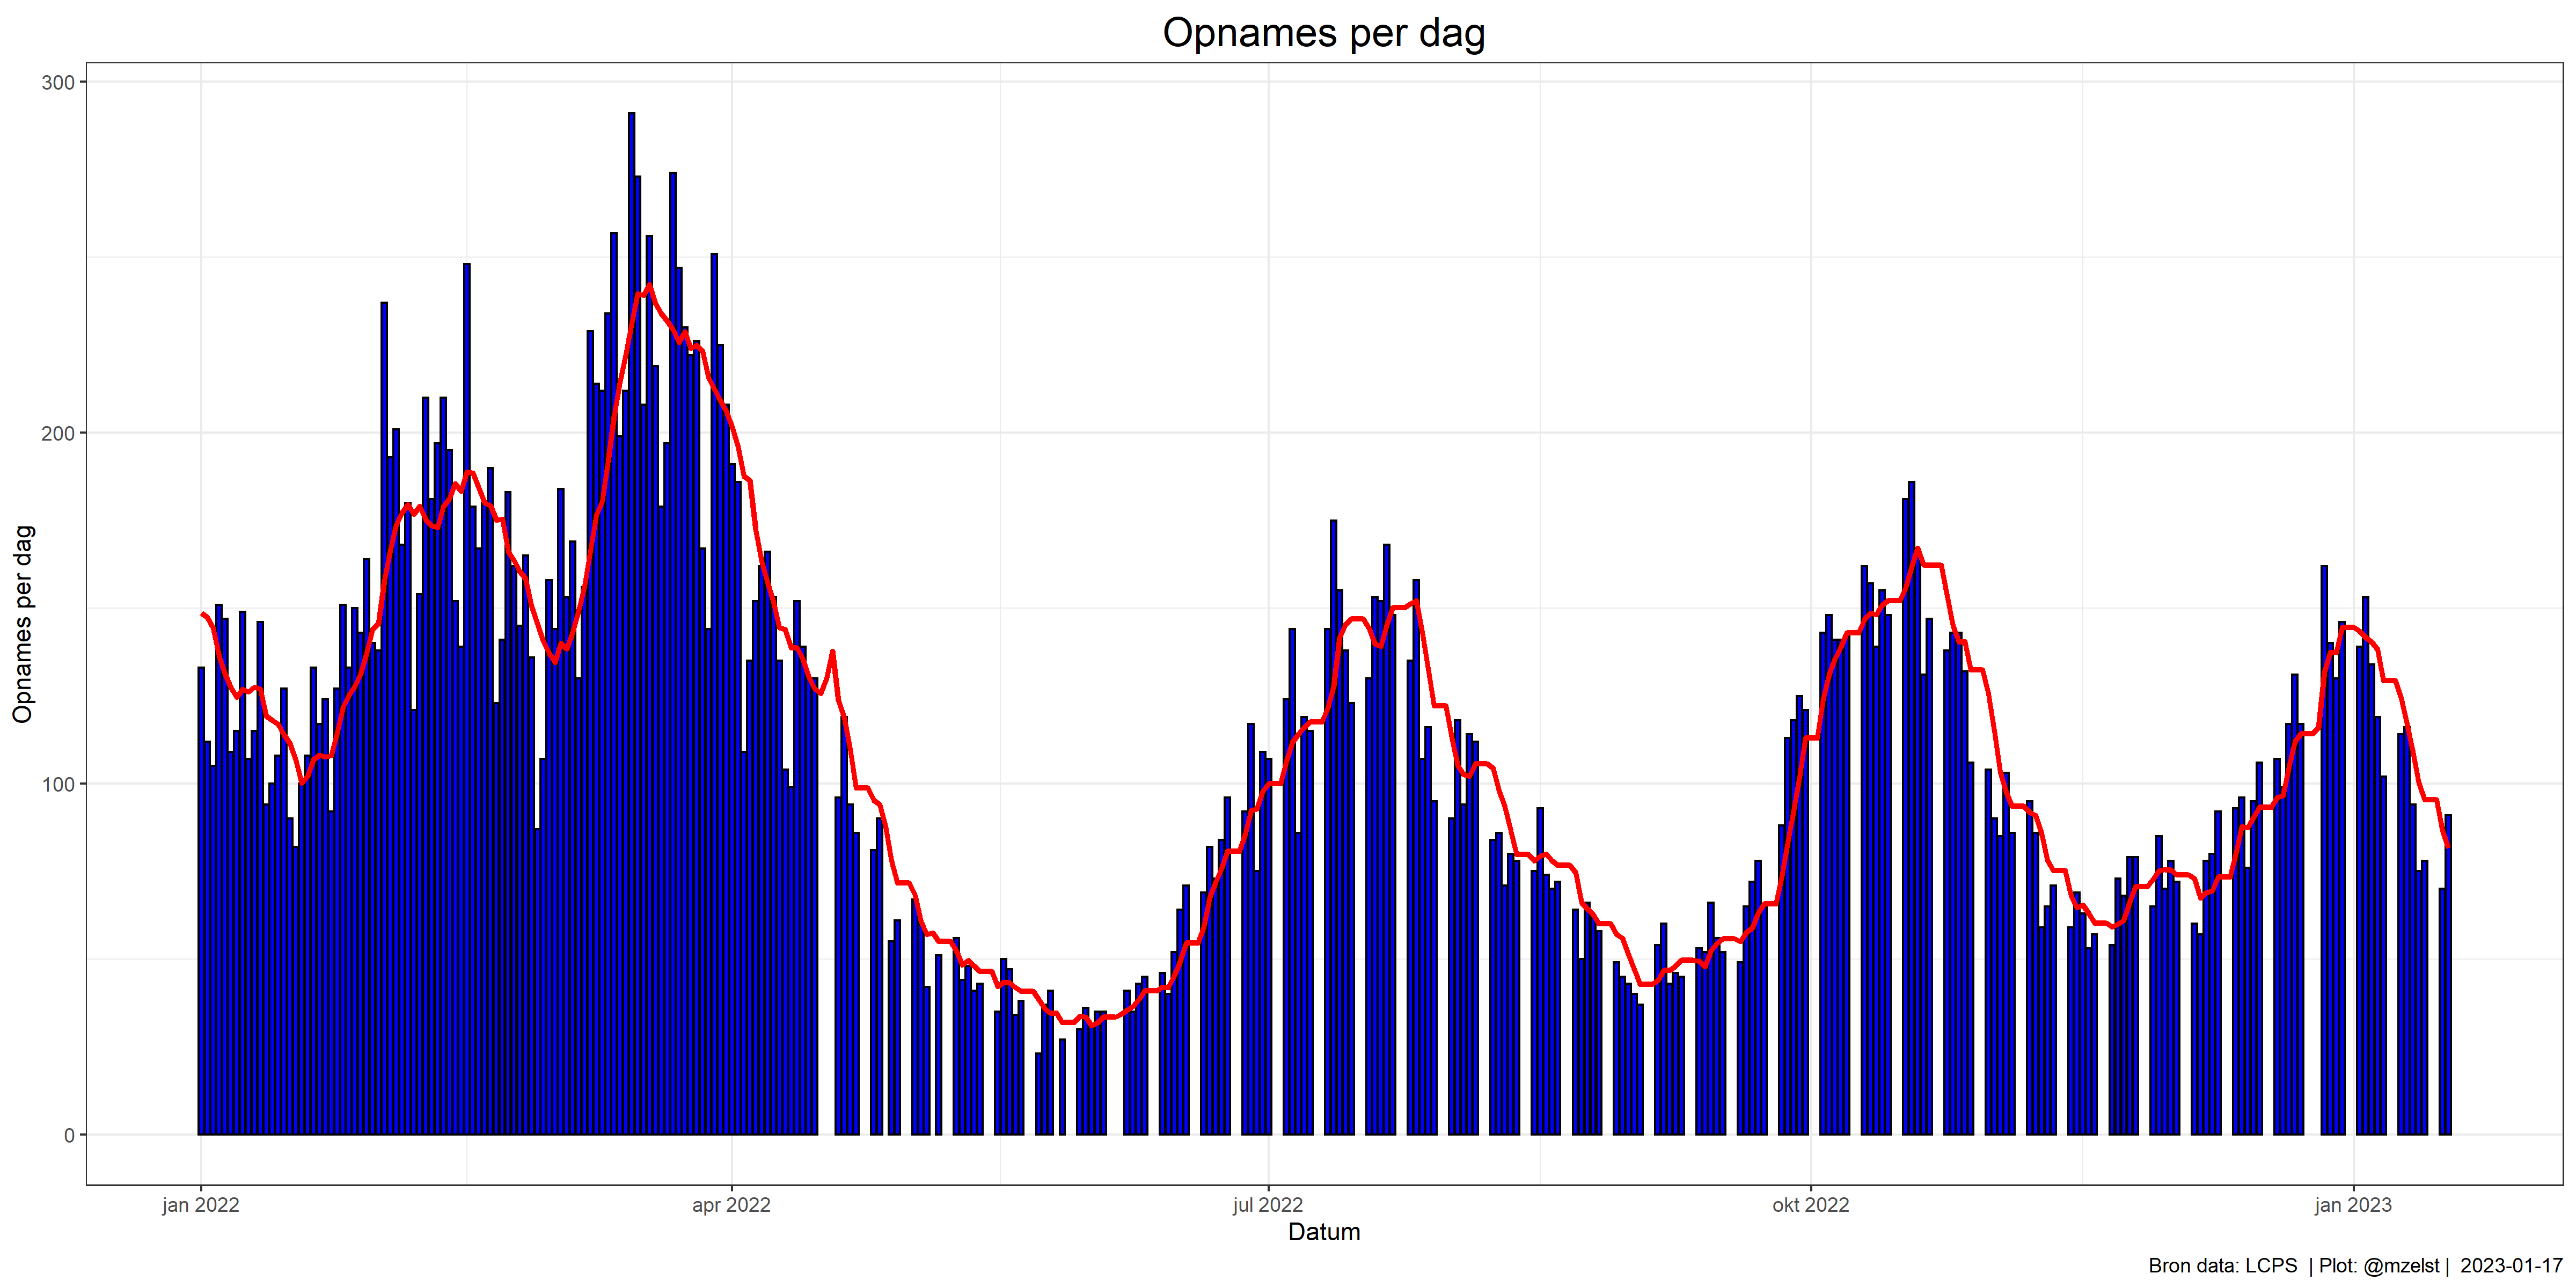 Opnames per dag
Opnames per dag
300
200
100
0
jan 2022
apr 2022
jul 2022
okt 2022
jan 2023
Datum
Bron data: LCPS | Plot: @mzelst | 2023-01-17